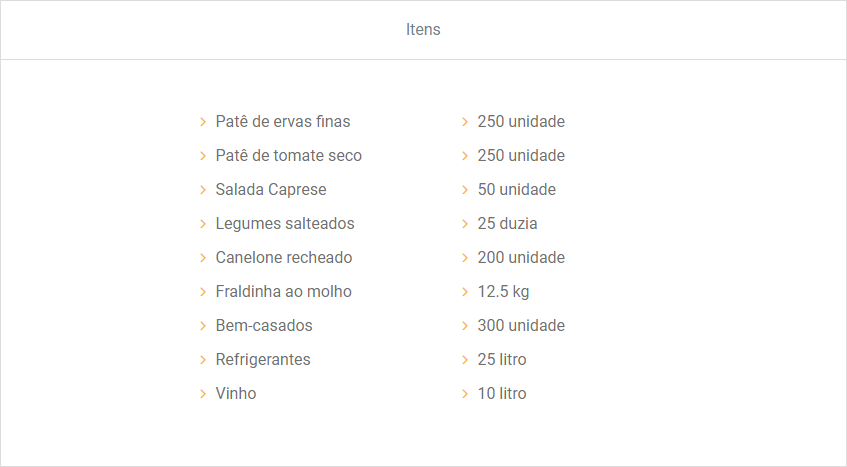 Itens
Patê de ervas finas 250 unidade
Patê de tomate seco 250 unidade
Salada Caprese 50 unidade
Legumes salteados 25 duzia
Canelone recheado 200 unidade
Fraldinha ao molho 12.5 kg
Bem-casados 300 unidade
Refrigerantes 25 litro
Vinho 10 litro